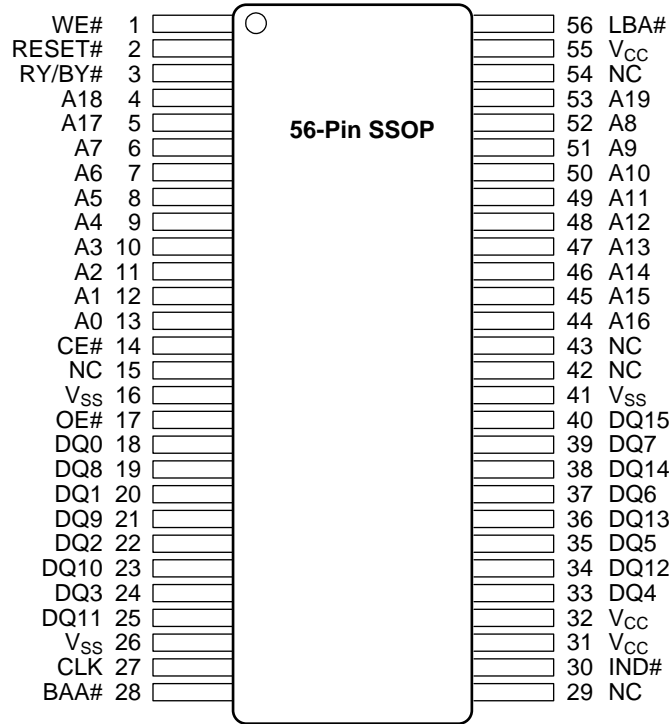 WE# 1 56 LBA#
RESET# 2 55 VCC
RY/BY# 3 54 NC
A18 4 53 A19
A17 5 52 A8
56-Pin SSOP
A7 6 51 A9
A6 7 50 A10
A5 8 49 A11
A4 9 48 A12
A3 10 47 A13
A2 11 46 A14
A1 12 45 A15
A0 13 44 A16
CE# 14 43 NC
NC 15 42 NC
VSS 16 41 VSS
OE# 17 40 DQ15
DQ0 18 39 DQ7
DQ8 19 38 DQ14
DQ1 20 37 DQ6
DQ9 21 36 DQ13
DQ2 22 35 DQ5
DQ10 23 34 DQ12
DQ3 24 33 DQ4
DQ11 25 32 VCC
VSS 26 31 VCC
CLK 27 30 IND#
BAA# 28 29 NC